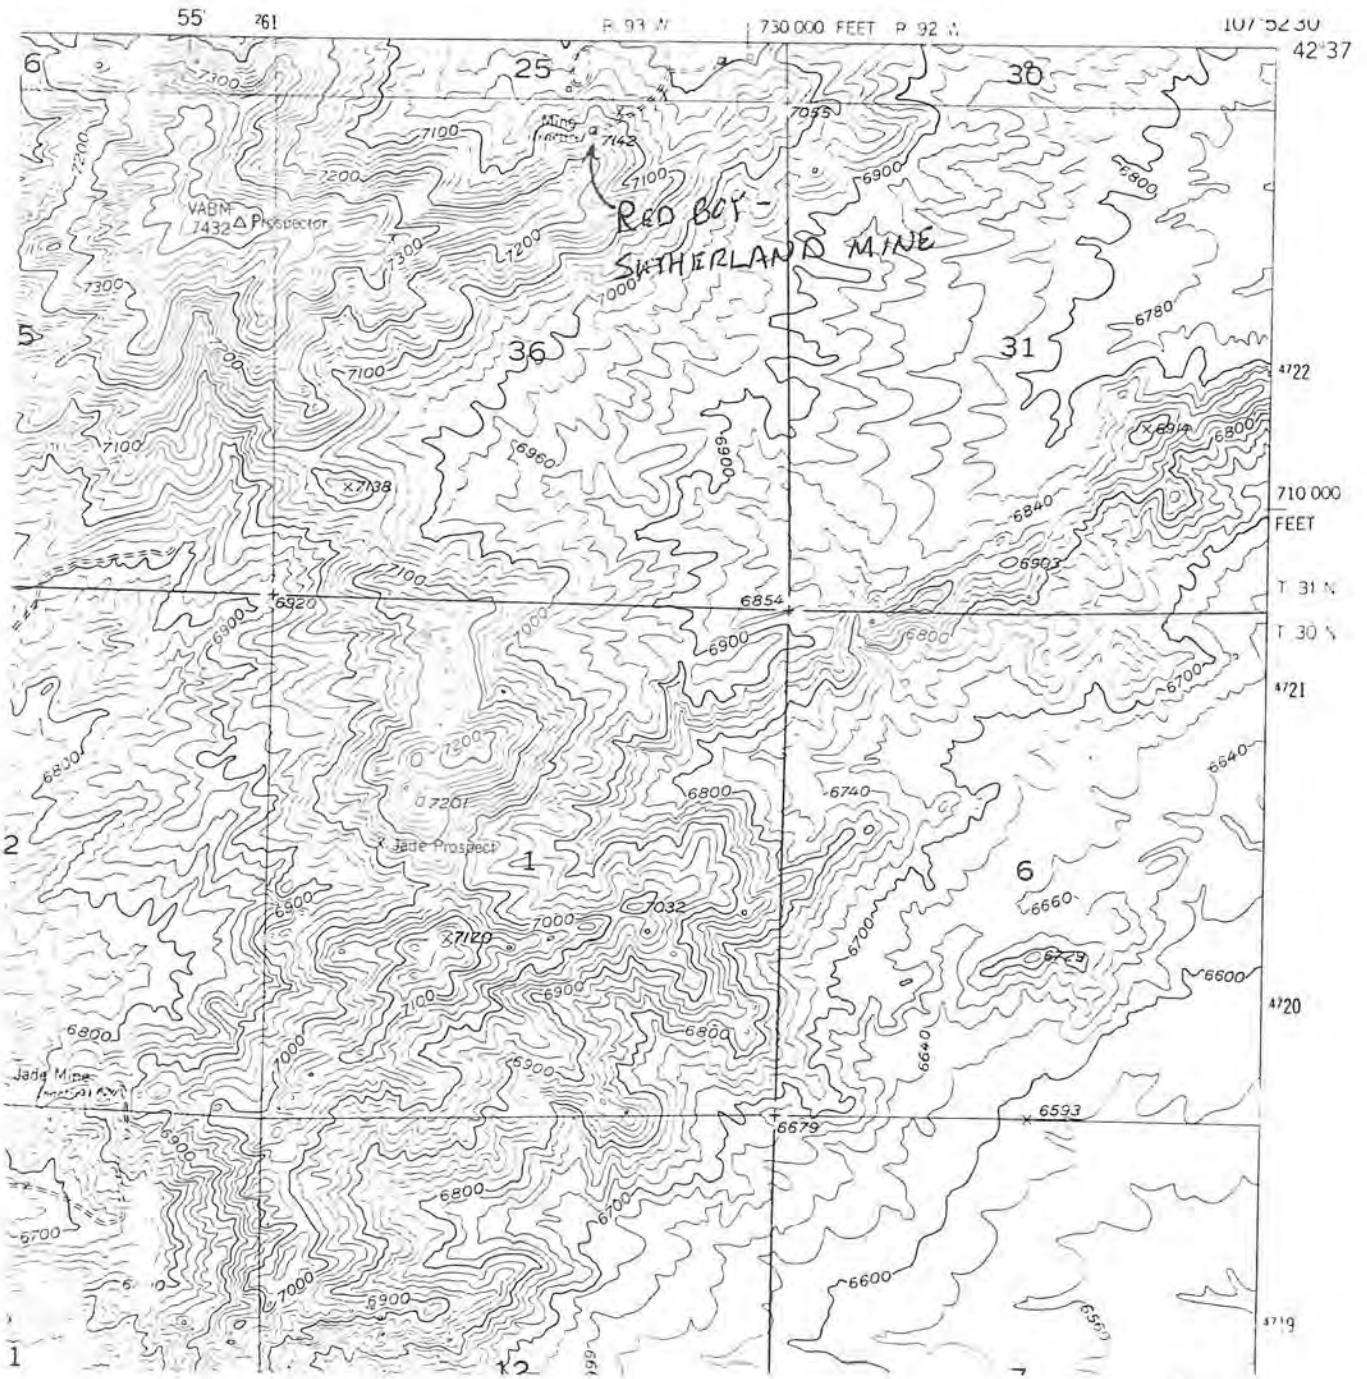 55' 261 R 93 W 730 000 FEET R 92 W 107°52'30
42°37
6 25 30
7300
7055
7100 Mine 7142
7200
7200 7100 6900 6800
VABM
7432 Prospector
RED BOY -
SUTHERLAND MINE
7300 7200
7300 7000
6780
5 36 31
7100 4722
7100 6960 6900 6914 6800
7138
710 000
FEET
6840
7100 6903
T 31 N
6920 6854
6900 7000 6900 6800 T 30 N
6700 4721
7200
6800 6640
7201 6800 6740
2 Jade Prospect 1 6
6900 7000 7032 6660
7120 6700 6729 6600
7100 6900 4720
6800 6800
7000 6640
Jade Mine 6900
6679 6593
6900
6800 6700
6700
7000 6600
6900 6560
4719
1 12 7